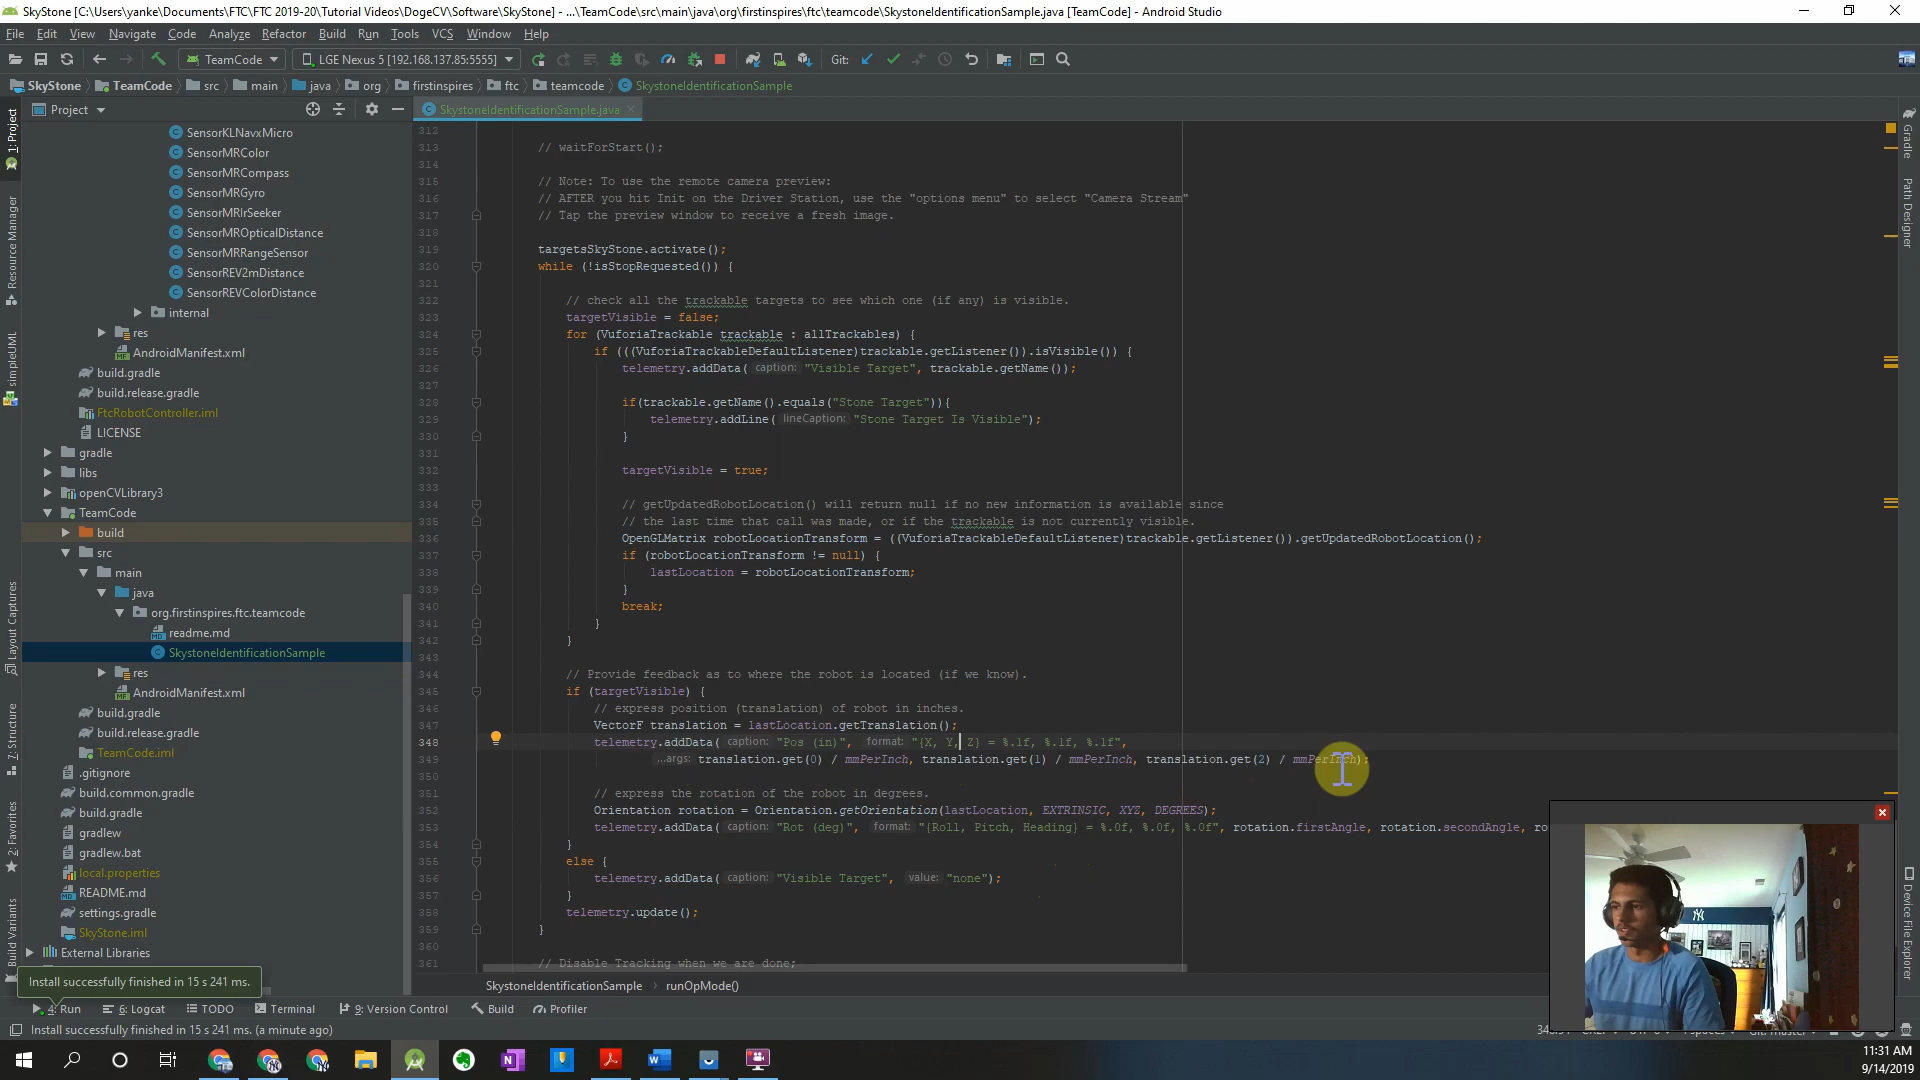 SkyStone [C:\Users\yanke\Documents\FTC\FTC 2019-20\Tutorial Videos\DogeCV\Software\SkyStone] - ...\TeamCode\src\main\java\org\firstinspires\ftc\teamcode\SkystoneIdentificationSample.java [TeamCode] - Android Studio
File Edit View Navigate Code Analyze Refactor Build Run Tools VCS Window Help
TeamCode LGE Nexus 5 [192.168.137.85:5555] Git:
SkyStone TeamCode src main java org firstinspires ftc teamcode SkystoneIdentificationSample
Project
SkystoneIdentificationSample.java
1: Project
Resource Manager
simpleUML
Layout Captures
7: Structure
2: Favorites
Build Variants
SensorKLNavxMicro
SensorMRColor
SensorMRCompass
SensorMRGyro
SensorMRIrSeeker
SensorMROpticalDistance
SensorMRRangeSensor
SensorREV2mDistance
SensorREVColorDistance
internal
res
AndroidManifest.xml
build.gradle
build.release.gradle
FtcRobotController.iml
LICENSE
gradle
libs
openCVLibrary3
TeamCode
build
src
main
java
org.firstinspires.ftc.teamcode
readme.md
SkystoneIdentificationSample
res
AndroidManifest.xml
build.gradle
build.release.gradle
TeamCode.iml
.gitignore
build.common.gradle
build.gradle
gradlew
gradlew.bat
local.properties
README.md
settings.gradle
SkyStone.iml
External Libraries
312
313 // waitForStart();
314
315 // Note: To use the remote camera preview:
316 // AFTER you hit Init on the Driver Station, use the "options menu" to select "Camera Stream"
317 // Tap the preview window to receive a fresh image.
318
319 targetsSkyStone.activate();
320 while (!isStopRequested()) {
321
322 // check all the trackable targets to see which one (if any) is visible.
323 targetVisible = false;
324 for (VuforiaTrackable trackable : allTrackables) {
325 if (((VuforiaTrackableDefaultListener)trackable.getListener()).isVisible()) {
326 telemetry.addData( caption: "Visible Target", trackable.getName());
327
328 if(trackable.getName().equals("Stone Target")){
329 telemetry.addLine( lineCaption: "Stone Target Is Visible");
330 }
331
332 targetVisible = true;
333
334 // getUpdatedRobotLocation() will return null if no new information is available since
335 // the last time that call was made, or if the trackable is not currently visible.
336 OpenGLMatrix robotLocationTransform = ((VuforiaTrackableDefaultListener)trackable.getListener()).getUpdatedRobotLocation();
337 if (robotLocationTransform != null) {
338 lastLocation = robotLocationTransform;
339 }
340 break;
341 }
342 }
343
344 // Provide feedback as to where the robot is located (if we know).
345 if (targetVisible) {
346 // express position (translation) of robot in inches.
347 VectorF translation = lastLocation.getTranslation();
348 telemetry.addData( caption: "Pos (in)", format: "{X, Y, Z} = %.1f, %.1f, %.1f",
349 ...args: translation.get(0) / mmPerInch, translation.get(1) / mmPerInch, translation.get(2) / mmPerInch);
350
351 // express the rotation of the robot in degrees.
352 Orientation rotation = Orientation.getOrientation(lastLocation, EXTRINSIC, XYZ, DEGREES);
353 telemetry.addData( caption: "Rot (deg)", format: "{Roll, Pitch, Heading} = %.0f, %.0f, %.0f", rotation.firstAngle, rotation.secondAngle, ro
354 }
355 else {
356 telemetry.addData( caption: "Visible Target", value: "none");
357 }
358 telemetry.update();
359 }
360
361 // Disable Tracking when we are done;
SkystoneIdentificationSample runOpMode()
Gradle
Path Designer
Device File Explorer
Install successfully finished in 15 s 241 ms.
4: Run 6: Logcat TODO Terminal 9: Version Control Build Profiler
Install successfully finished in 15 s 241 ms. (a minute ago)
11:31 AM
9/14/2019